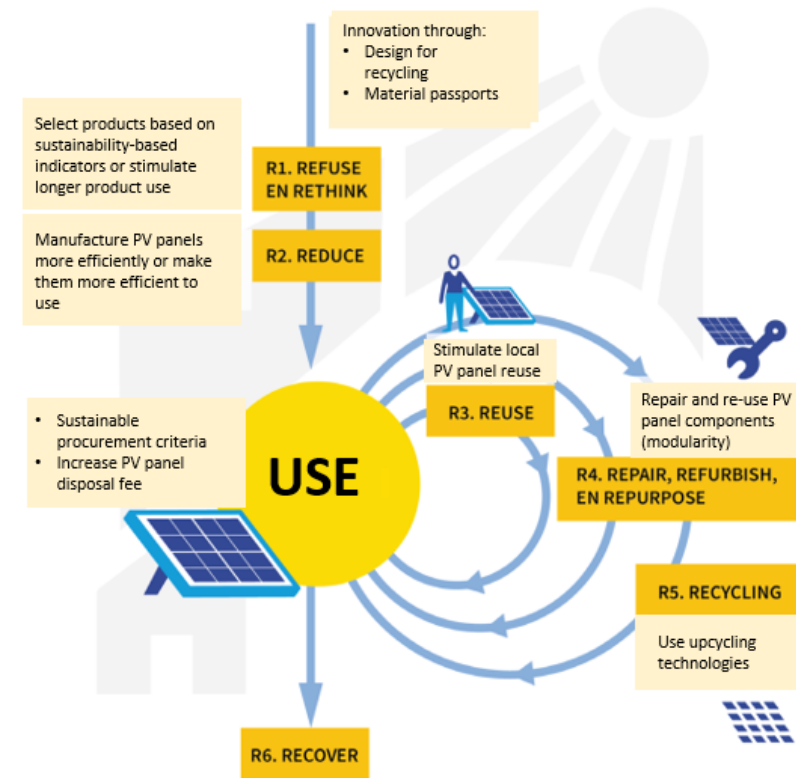 Innovation through:
• Design for
recycling
• Material passports
Select products based on
sustainability-based
indicators or stimulate
longer product use
R1. REFUSE
EN RETHINK
Manufacture PV panels
more efficiently or make
them more efficient to
use
R2. REDUCE
Stimulate local
PV panel reuse
R3. REUSE
Repair and re-use PV
panel components
(modularity)
R4. REPAIR, REFURBISH,
EN REPURPOSE
• Sustainable
procurement criteria
• Increase PV panel
disposal fee
USE
R5. RECYCLING
Use upcycling
technologies
R6. RECOVER